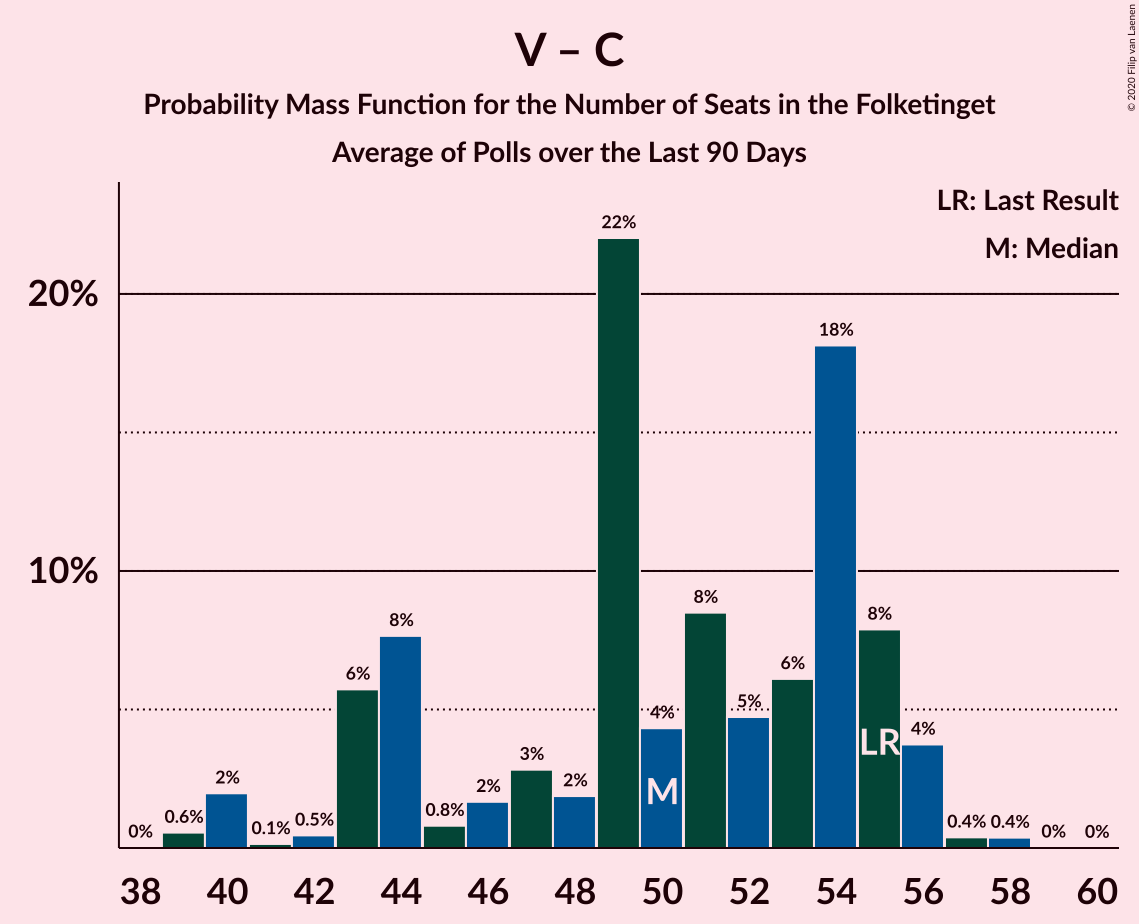 V – C
Probability Mass Function for the Number of Seats in the Folketinget
Average of Polls over the Last 90 Days
© 2020 Filip van Laenen
LR: Last Result
M: Median
20%
10%
0%
0.6%
2%
0.1%
0.5%
6%
8%
0.8%
2%
3%
2%
22%
4%
8%
5%
6%
18%
8%
4%
0.4%
0.4%
0%
0%
M
LR
38 40 42 44 46 48 50 52 54 56 58 60